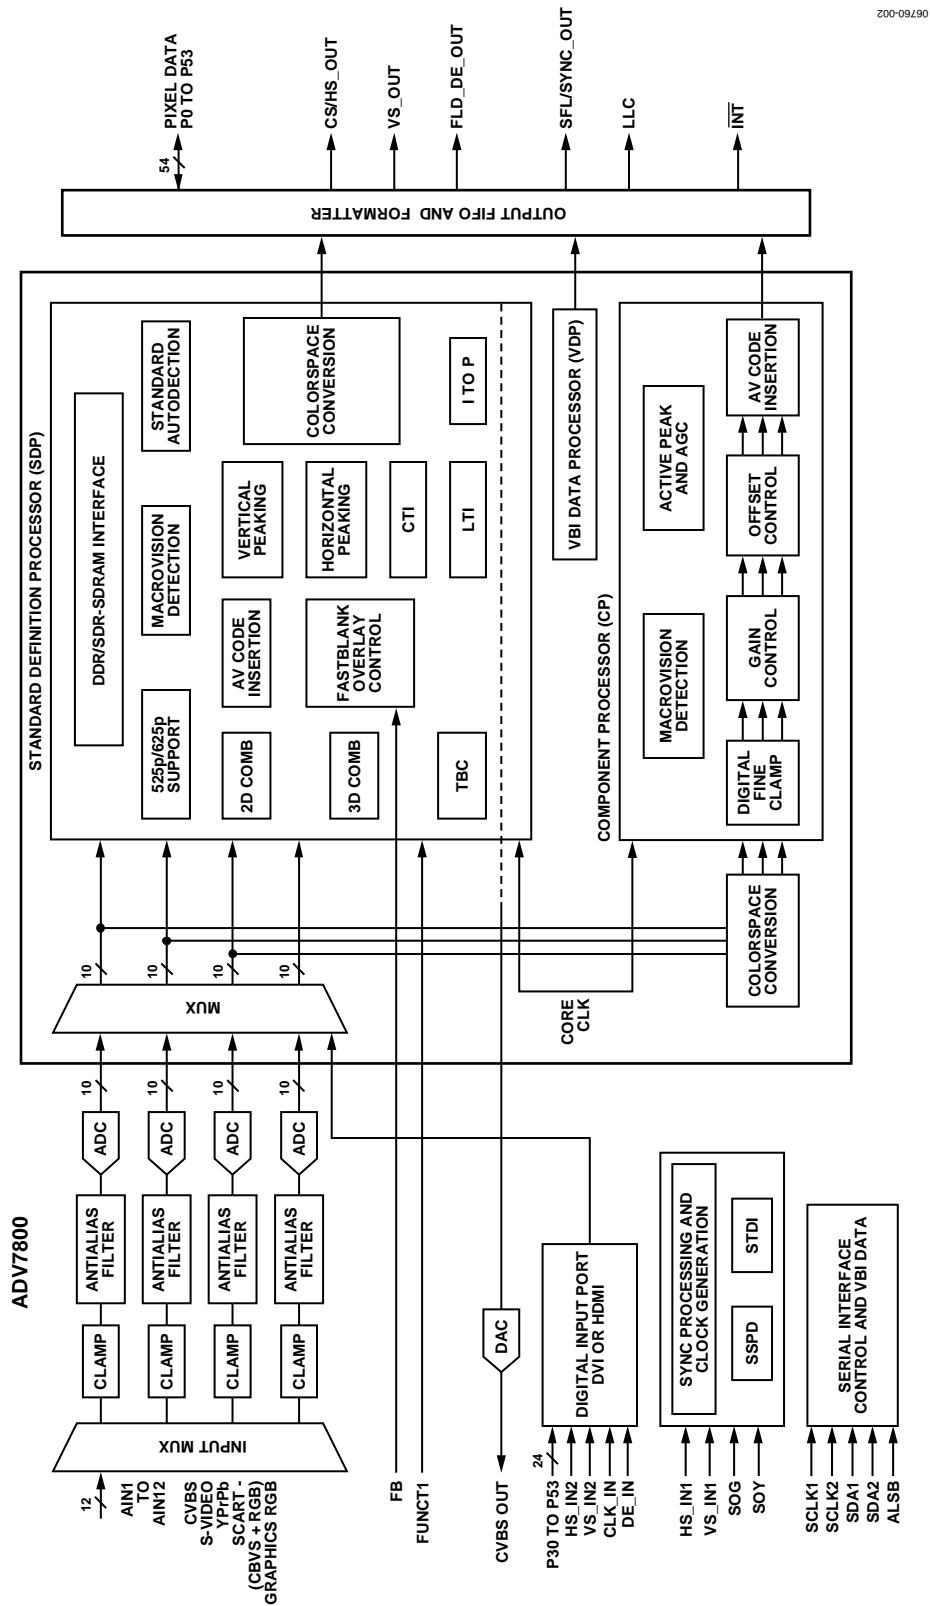 ADV7800
12
AIN1
TO
AIN12
CVBS
S-VIDEO
YPrPb
SCART -
(CBVS + RGB)
GRAPHICS RGB
INPUT MUX
CLAMP
CLAMP
CLAMP
CLAMP
ANTIALIAS
FILTER
ANTIALIAS
FILTER
ANTIALIAS
FILTER
ANTIALIAS
FILTER
ADC
ADC
ADC
ADC
10
10
10
10
MUX
10
10
10
10
FB
FUNCT1
CVBS OUT
DAC
24
P30 TO P53
HS_IN2
VS_IN2
CLK_IN
DE_IN
DIGITAL INPUT PORT
DVI OR HDMI
HS_IN1
VS_IN1
SOG
SOY
SYNC PROCESSING AND
CLOCK GENERATION
SSPD
STDI
SCLK1
SCLK2
SDA1
SDA2
ALSB
SERIAL INTERFACE
CONTROL AND VBI DATA
CORE
CLK
COLORSPACE
CONVERSION
STANDARD DEFINITION PROCESSOR (SDP)
DDR/SDR-SDRAM INTERFACE
525p/625p
SUPPORT
MACROVISION
DETECTION
STANDARD
AUTODECTION
2D COMB
AV CODE
INSERTION
VERTICAL
PEAKING
COLORSPACE
CONVERSION
3D COMB
FASTBLANK
OVERLAY
CONTROL
HORIZONTAL
PEAKING
CTI
TBC
LTI
I TO P
VBI DATA PROCESSOR (VDP)
COMPONENT PROCESSOR (CP)
MACROVISION
DETECTION
ACTIVE PEAK
AND AGC
DIGITAL
FINE
CLAMP
GAIN
CONTROL
OFFSET
CONTROL
AV CODE
INSERTION
OUTPUT FIFO AND FORMATTER
54
PIXEL DATA
P0 TO P53
CS/HS_OUT
VS_OUT
FLD_DE_OUT
SFL/SYNC_OUT
LLC
INT
06760-002